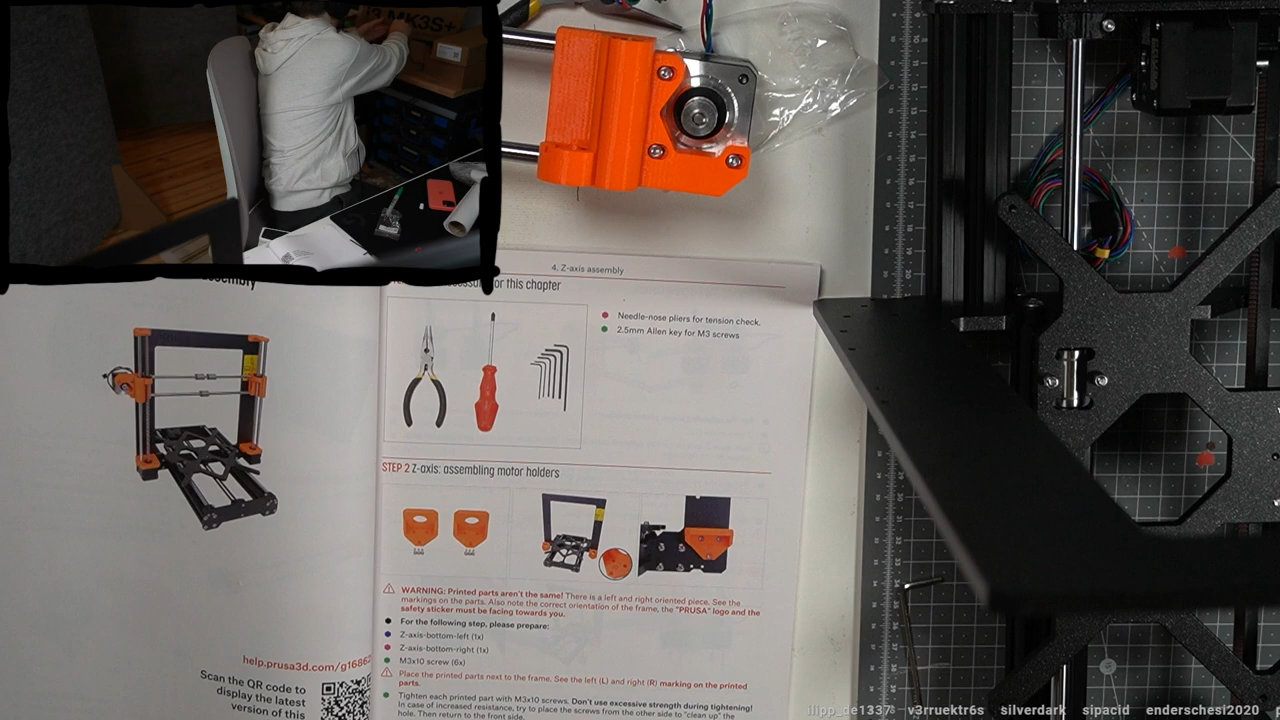 MK3S+
4. Z-axis assembly
for this chapter
Needle-nose pliers for tension check.
2.5mm Allen key for M3 screws
STEP 2 Z-axis: assembling motor holders
WARNING: Printed parts aren't the same! There is a left and right oriented piece. See the
markings on the parts. Also note the correct orientation of the frame, the "PRUSA" logo and the
safety sticker must be facing towards you.
For the following step, please prepare:
Z-axis-bottom-left (1x)
Z-axis-bottom-right (1x)
M3x10 screw (6x)
Place the printed parts next to the frame. See the left (L) and right (R) marking on the printed
parts.
Tighten each printed part with M3x10 screws. Don't use excessive strength during tightening!
In case of increased resistance, try to place the screws from the other side to "clean up" the
hole. Then return to the front side.
help.prusa3d.com/g1686
Scan the QR code to
display the latest
version of this
ilipp_de1337 v3rruektr6s silverdark sipacid enderschesi2020